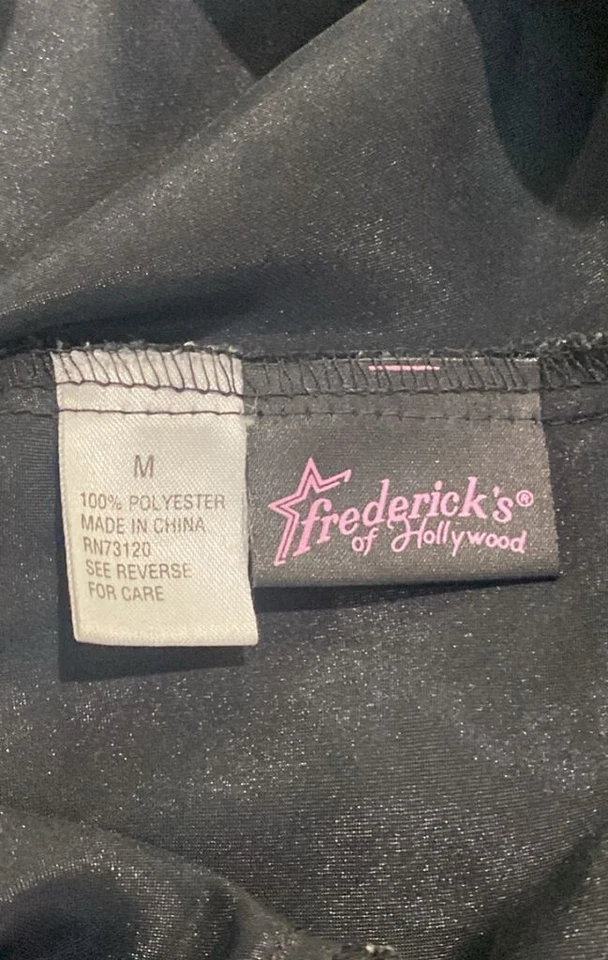 M
100% POLYESTER
MADE IN CHINA
RN73120
SEE REVERSE
FOR CARE
frederick's®
of Hollywood